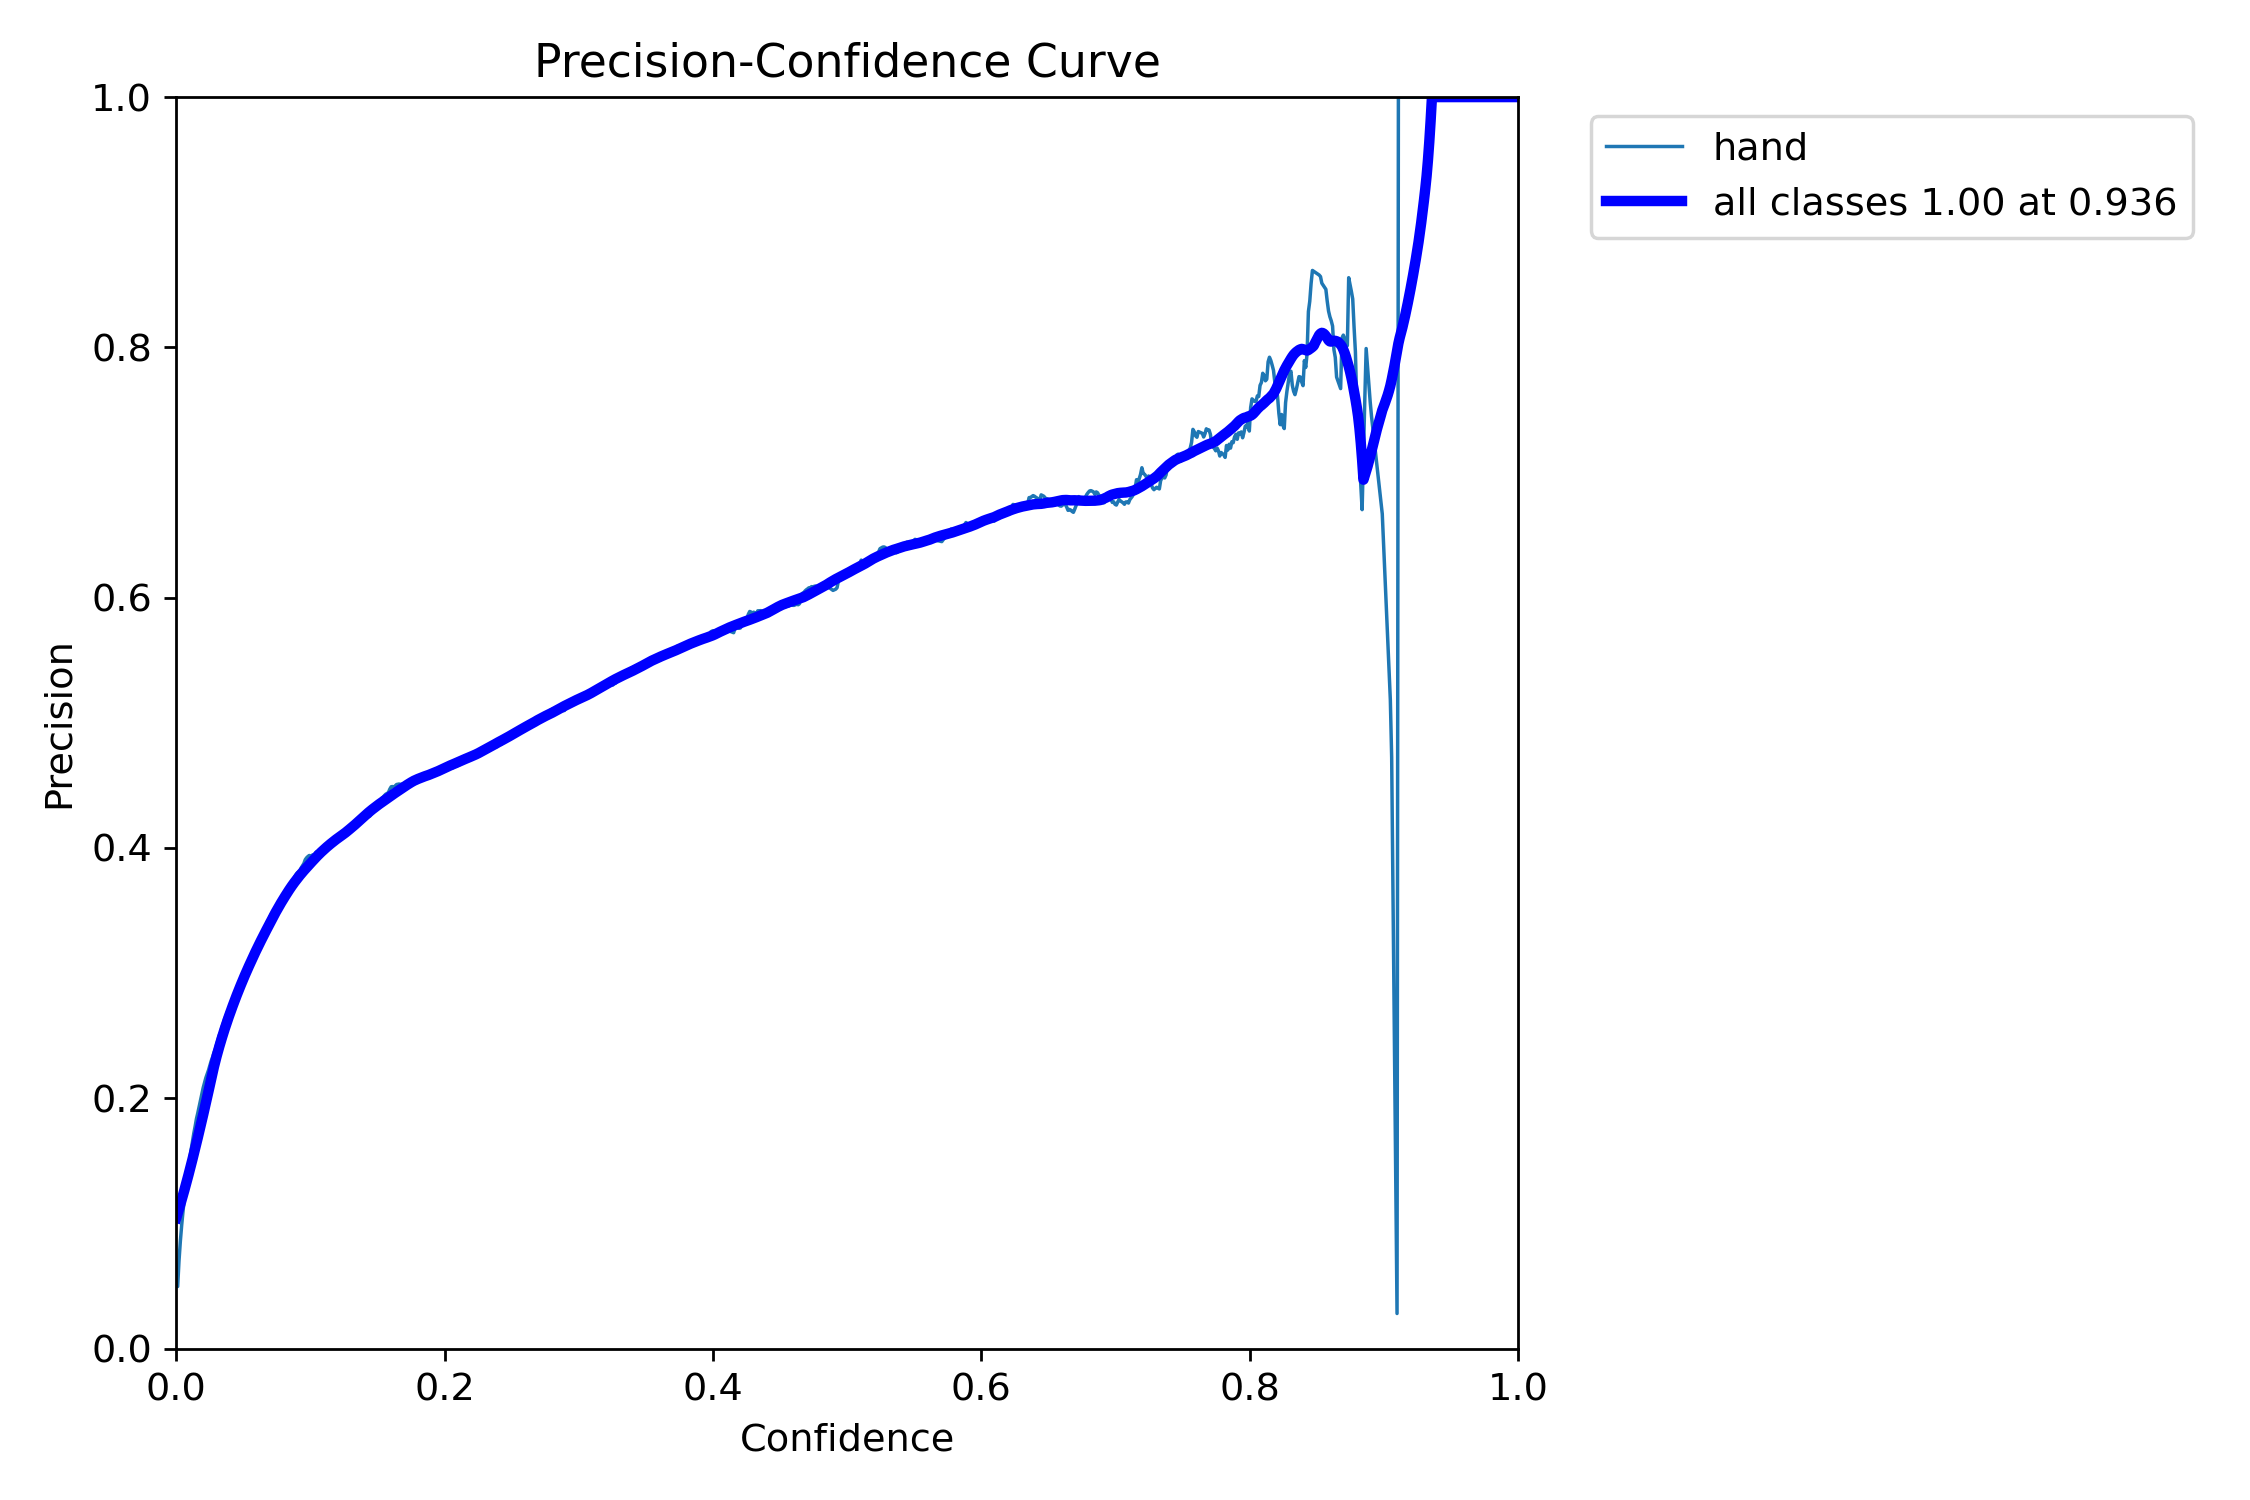 Precision-Confidence Curve
1.0
0.8
0.6
0.4
0.2
0.0
Precision
0.0 0.2 0.4 0.6 0.8 1.0
Confidence
hand
all classes 1.00 at 0.936